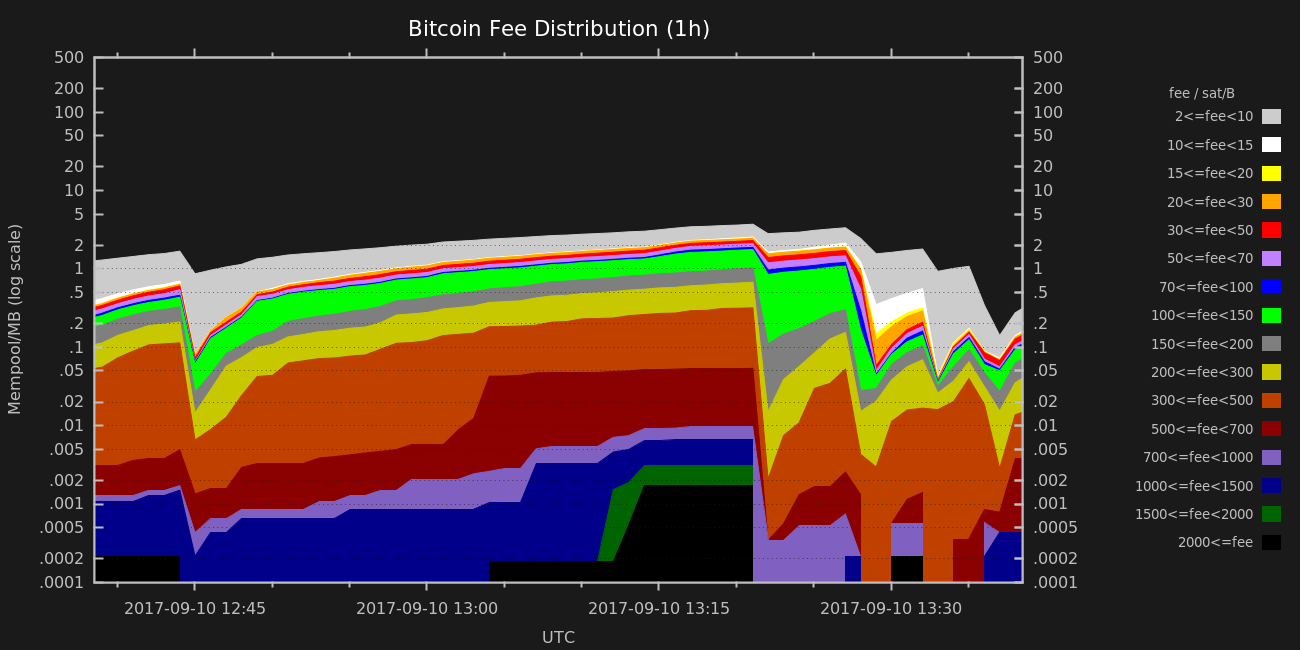 Bitcoin Fee Distribution (1h)
500
200
100
50
20
10
5
2
1
.5
.2
.1
.05
.02
.01
.005
.002
.001
.0005
.0002
.0001
Mempool/MB (log scale)
500
200
100
50
20
10
5
2
1
.5
.2
.1
.05
.02
.01
.005
.002
.001
.0005
.0002
.0001
2017-09-10 12:45
2017-09-10 13:00
2017-09-10 13:15
2017-09-10 13:30
UTC
fee / sat/B
2<=fee<10
10<=fee<15
15<=fee<20
20<=fee<30
30<=fee<50
50<=fee<70
70<=fee<100
100<=fee<150
150<=fee<200
200<=fee<300
300<=fee<500
500<=fee<700
700<=fee<1000
1000<=fee<1500
1500<=fee<2000
2000<=fee